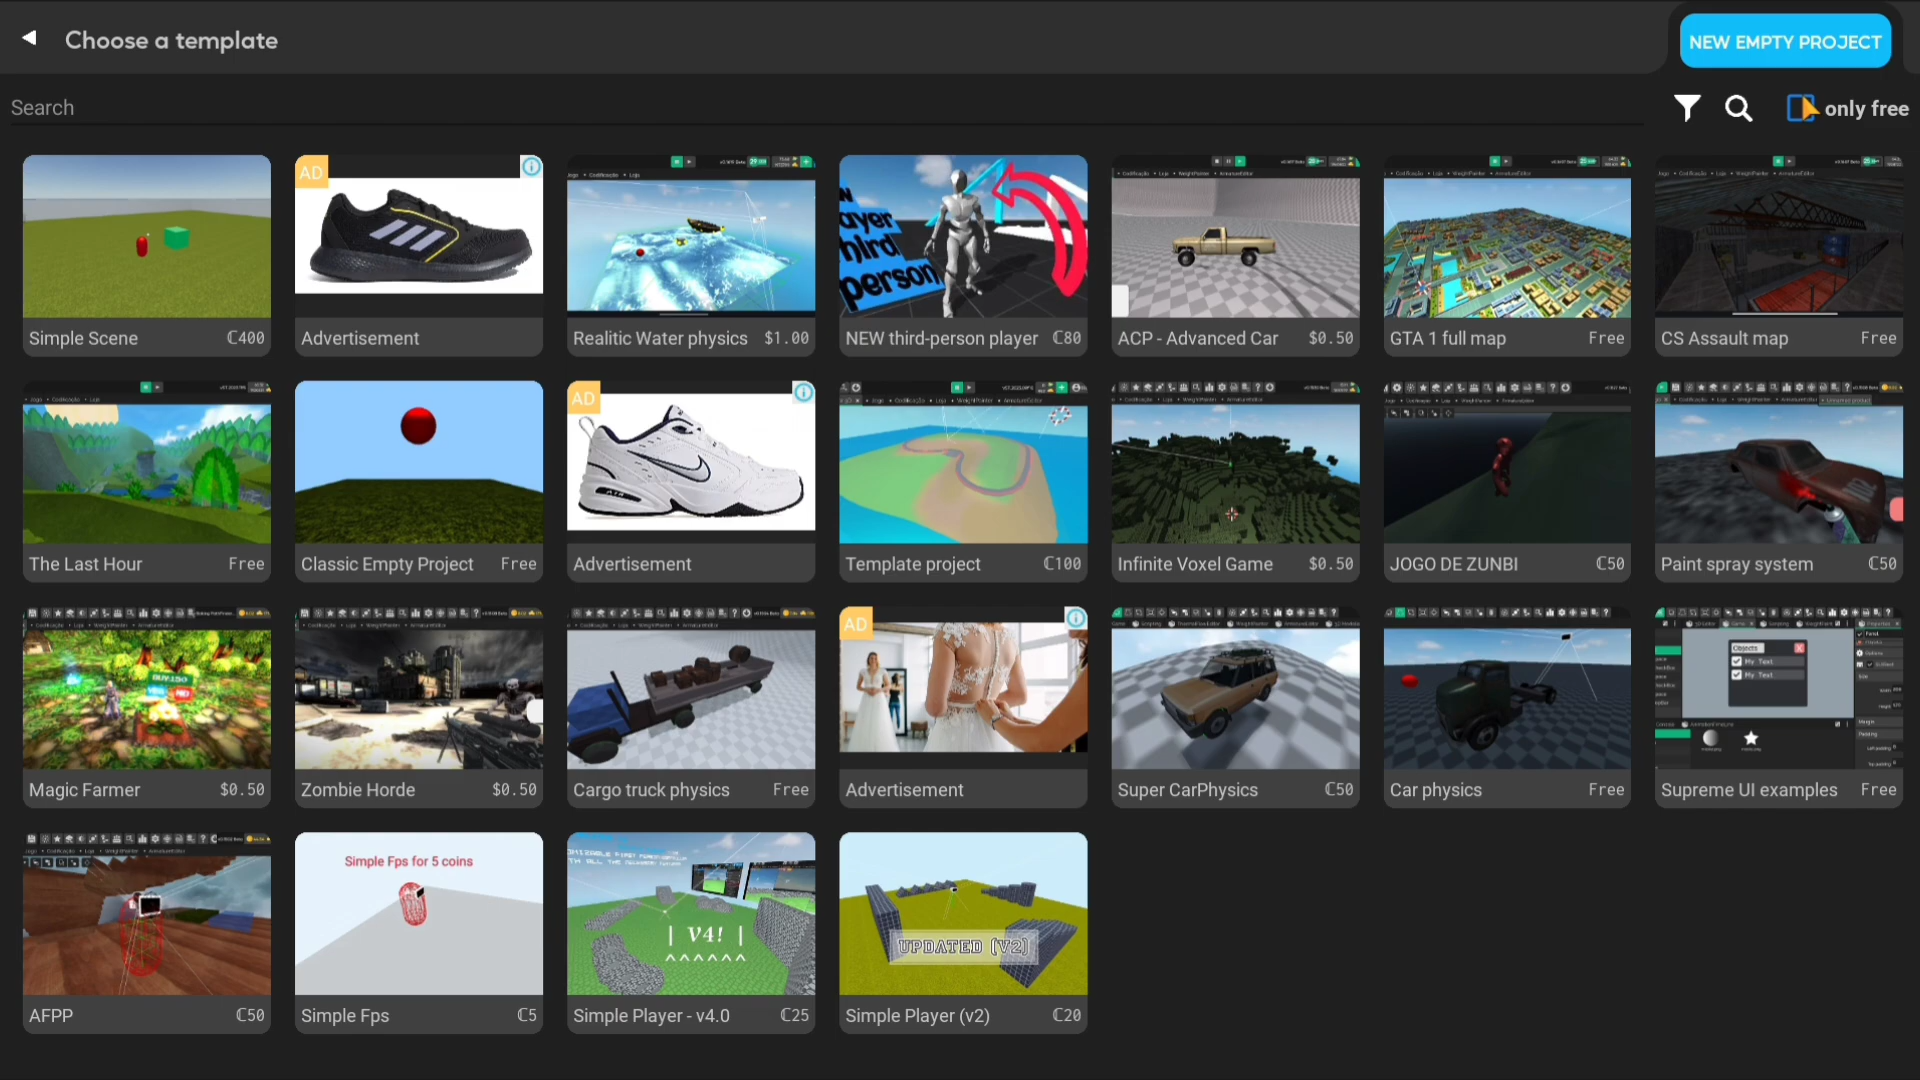 Choose a template
NEW EMPTY PROJECT
Search
only free
Simple Scene ℂ400
AD
Advertisement
Realitic Water physics $1.00
person
NEW third-person player ℂ80
ACP - Advanced Car $0.50
GTA 1 full map Free
CS Assault map Free
The Last Hour Free
Classic Empty Project Free
AD
Advertisement
Template project ℂ100
Infinite Voxel Game $0.50
JOGO DE ZUNBI ℂ50
Paint spray system ℂ50
Magic Farmer $0.50
Zombie Horde $0.50
Cargo truck physics Free
AD
Advertisement
Super CarPhysics ℂ50
Car physics Free
Objects
My Text
My Text
Supreme UI examples Free
AFPP ℂ50
Simple Fps for 5 coins
Simple Fps ℂ5
| V4! |
^^^^^^
Simple Player - v4.0 ℂ25
UPDATED (V2)
Simple Player (v2) ℂ20